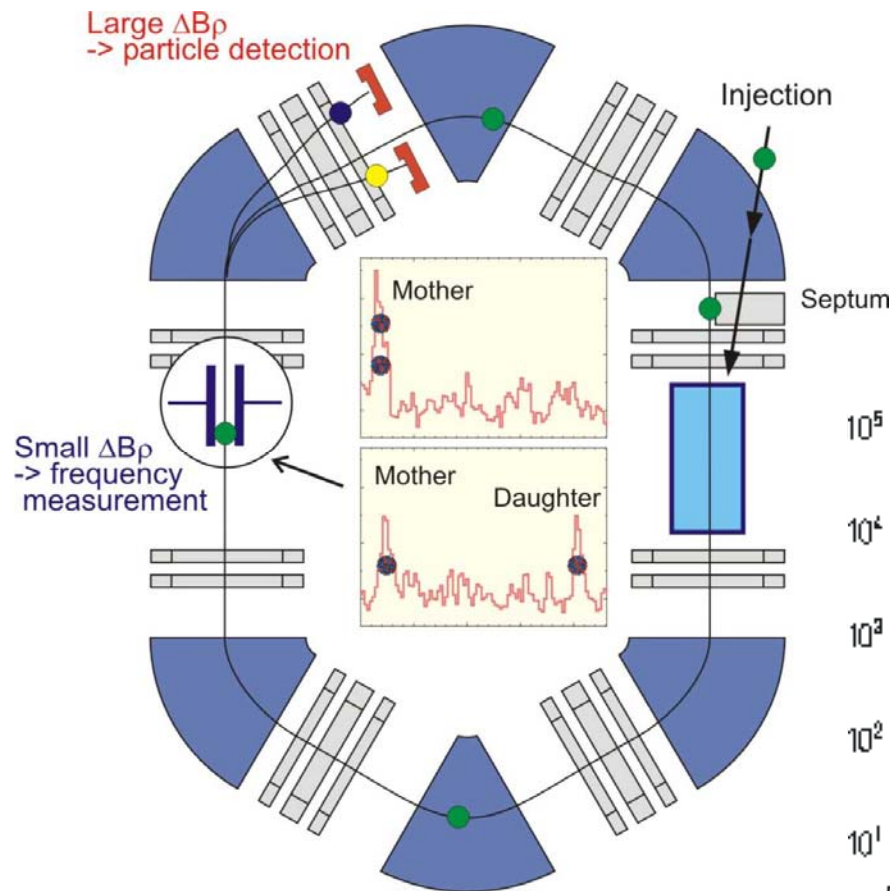 Large ΔBρ
-> particle detection
Injection
Septum
Mother
Small ΔBρ
-> frequency
measurement
Mother
Daughter
10⁵
10⁴
10³
10²
10¹